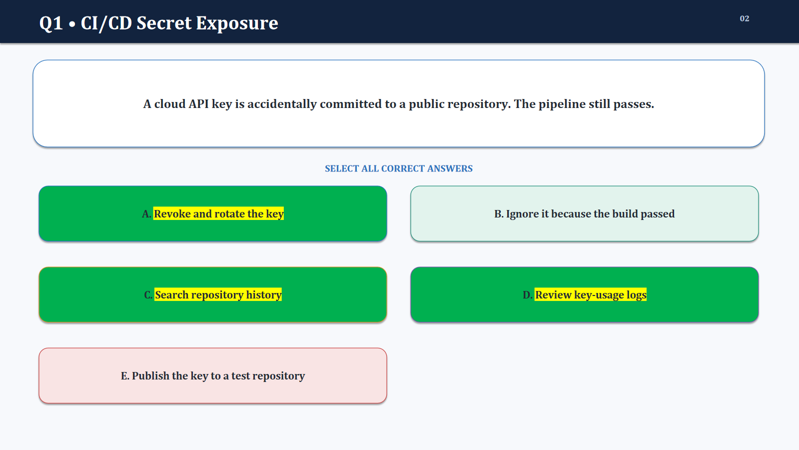 Q1 • CI/CD Secret Exposure
02
A cloud API key is accidentally committed to a public repository. The pipeline still passes.
SELECT ALL CORRECT ANSWERS
A. Revoke and rotate the key
B. Ignore it because the build passed
C. Search repository history
D. Review key-usage logs
E. Publish the key to a test repository